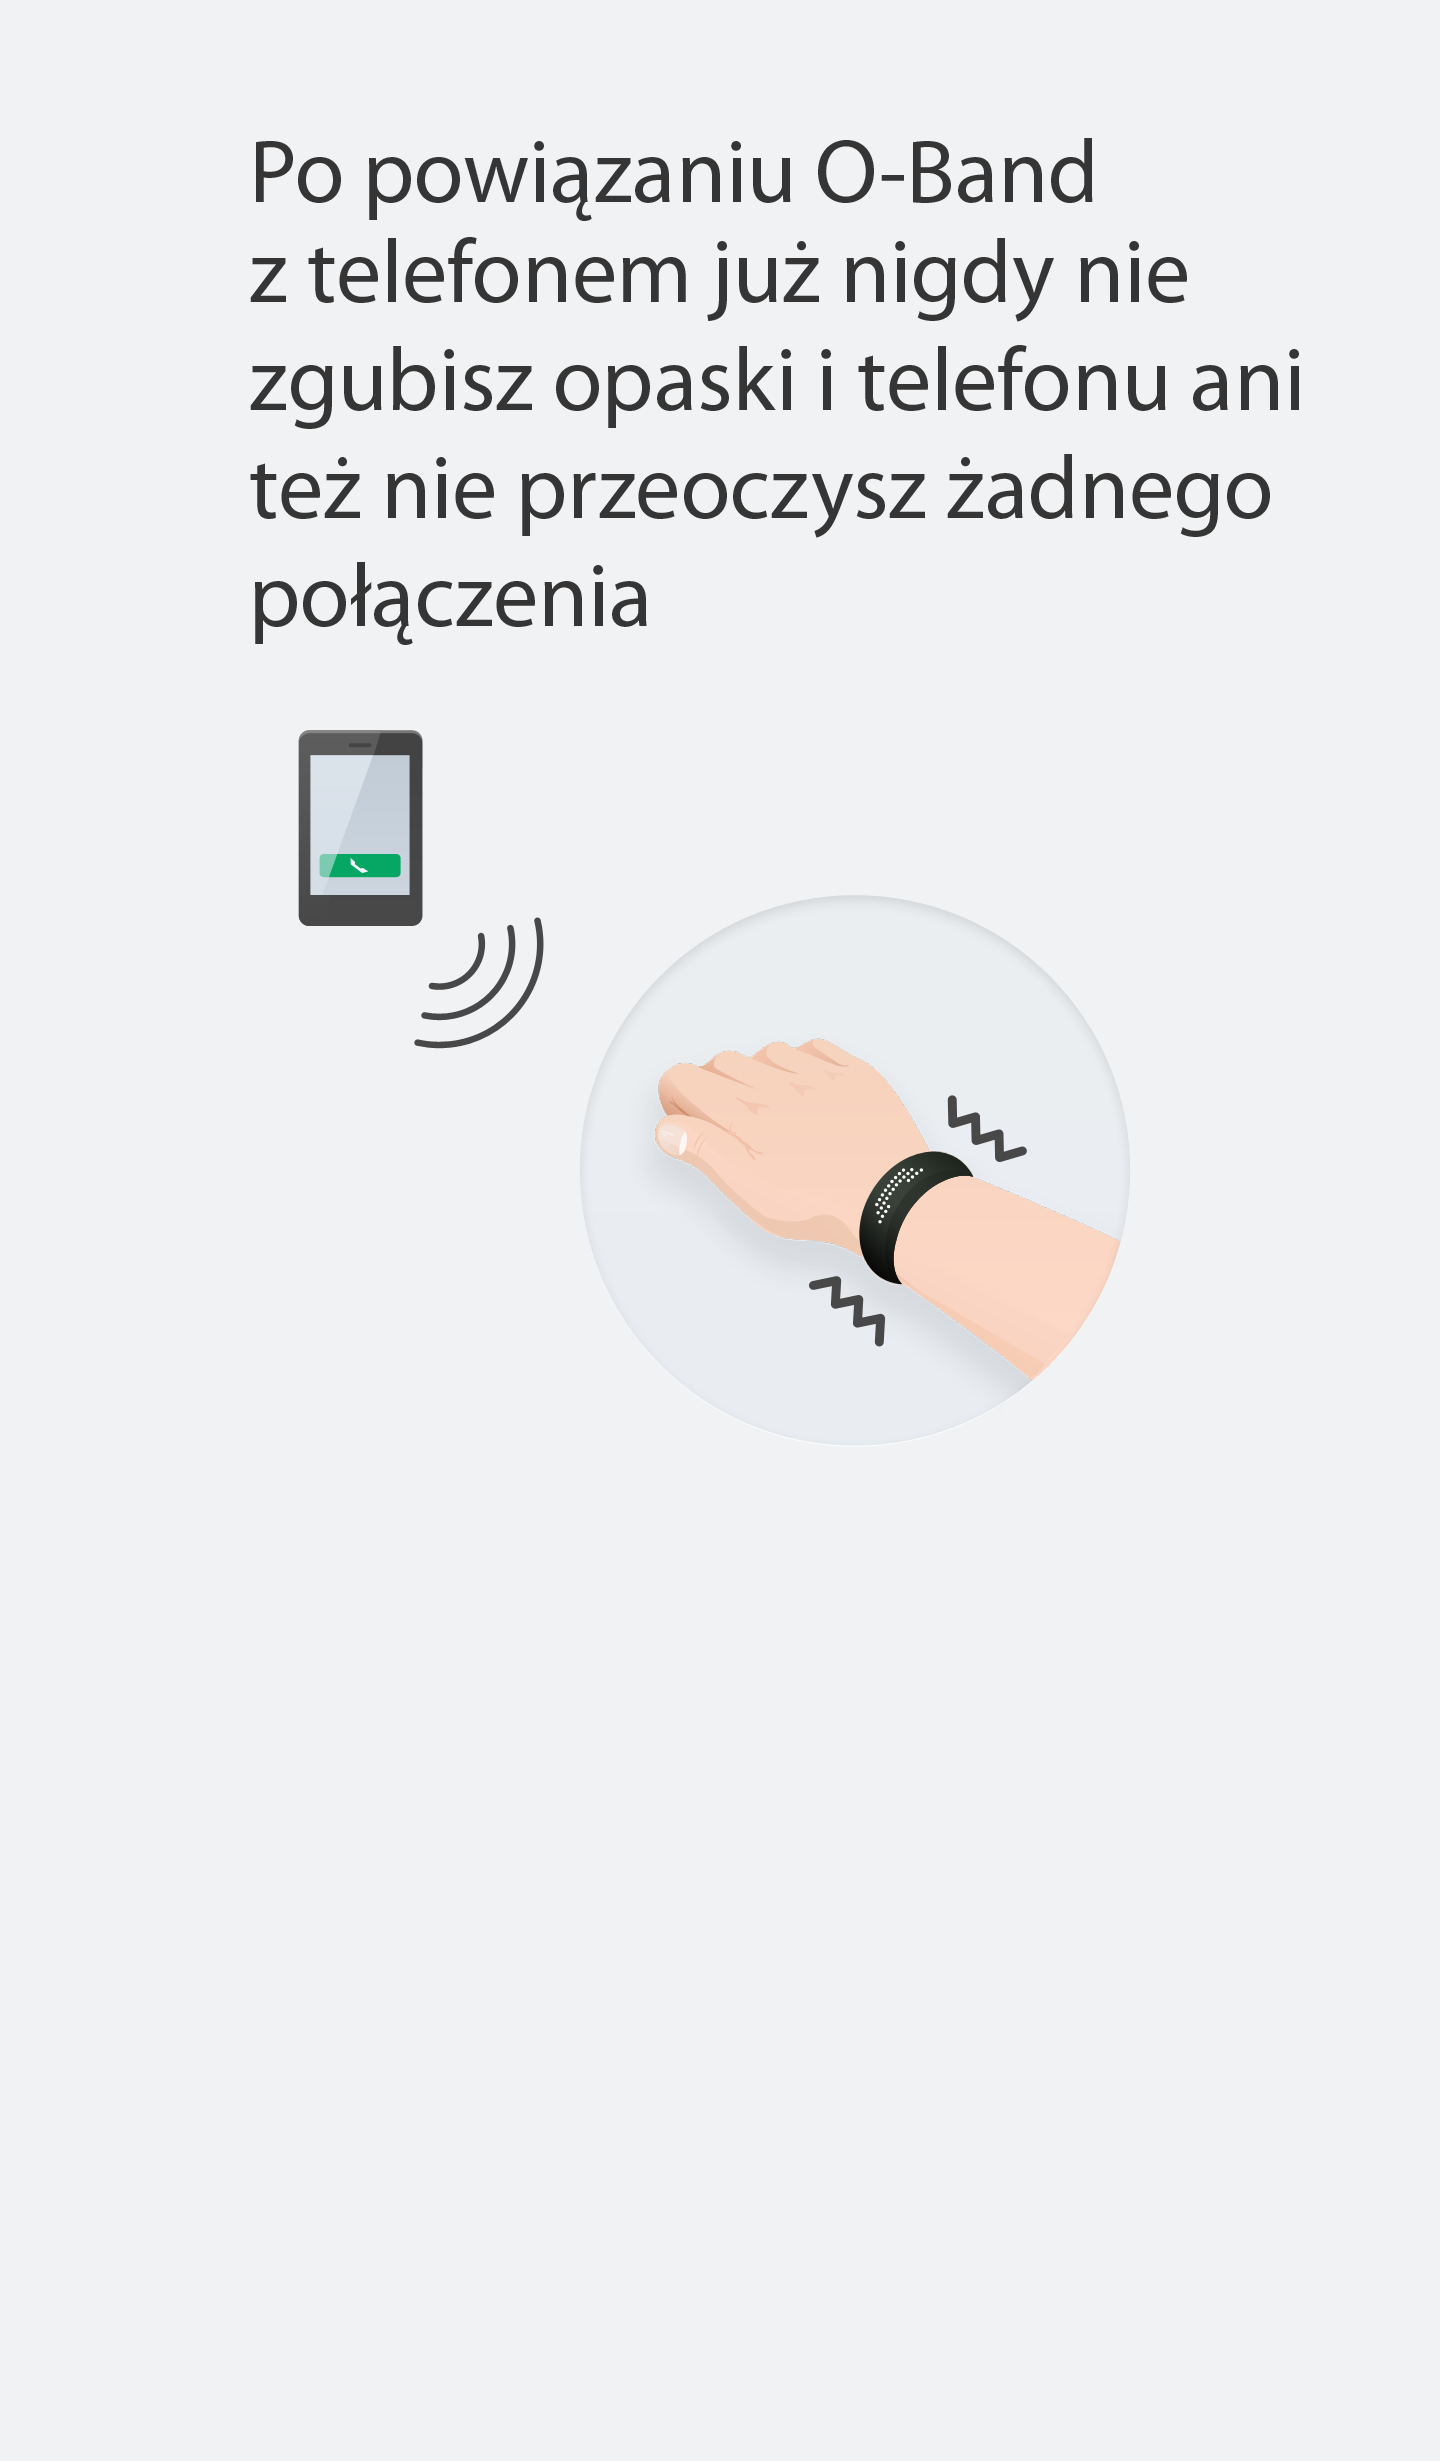 Po powiązaniu O-Band
z telefonem już nigdy nie
zgubisz opaski i telefonu ani
też nie przeoczysz żadnego
połączenia